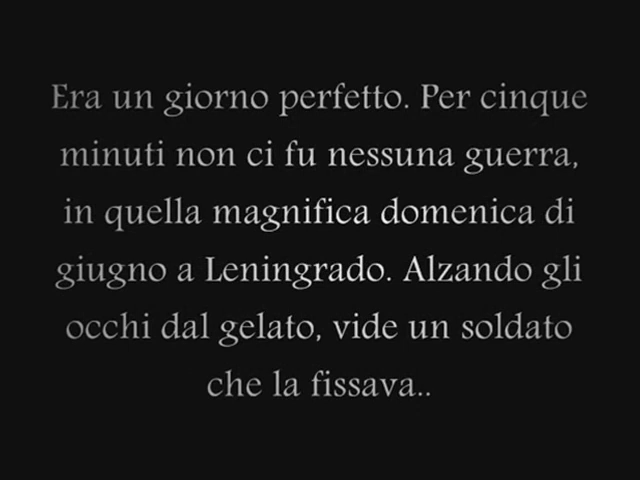 Era un giorno perfetto. Per cinque
minuti non ci fu nessuna guerra,
in quella magnifica domenica di
giugno a Leningrado. Alzando gli
occhi dal gelato, vide un soldato
che la fissava..